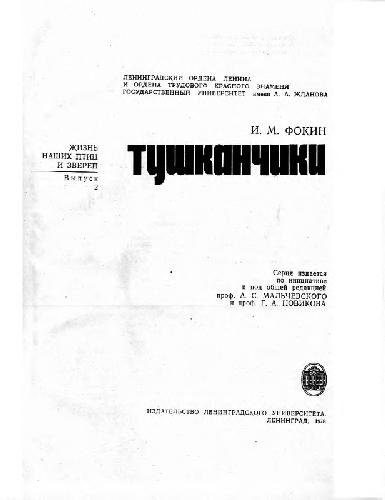 ЛЕНИНГРАДСКИЙ ОРДЕНА ЛЕНИНА
И ОРДЕНА ТРУДОВОГО КРАСНОГО ЗНАМЕНИ
ГОСУДАРСТВЕННЫЙ УНИВЕРСИТЕТ имени А. А. ЖДАНОВА
И. М. ФОКИН
ТУШКАНЧИКИ
ЖИЗНЬ
НАШИХ ПТИЦ
И ЗВЕРЕЙ
Выпуск
2
Серия издается
по инициативе
и под общей редакцией
проф. А. С. МАЛЬЧЕВСКОГО
и проф. Г. А. НОВИКОВА
ИЗДАТЕЛЬСТВО ЛЕНИНГРАДСКОГО УНИВЕРСИТЕТА
ЛЕНИНГРАД, 1978